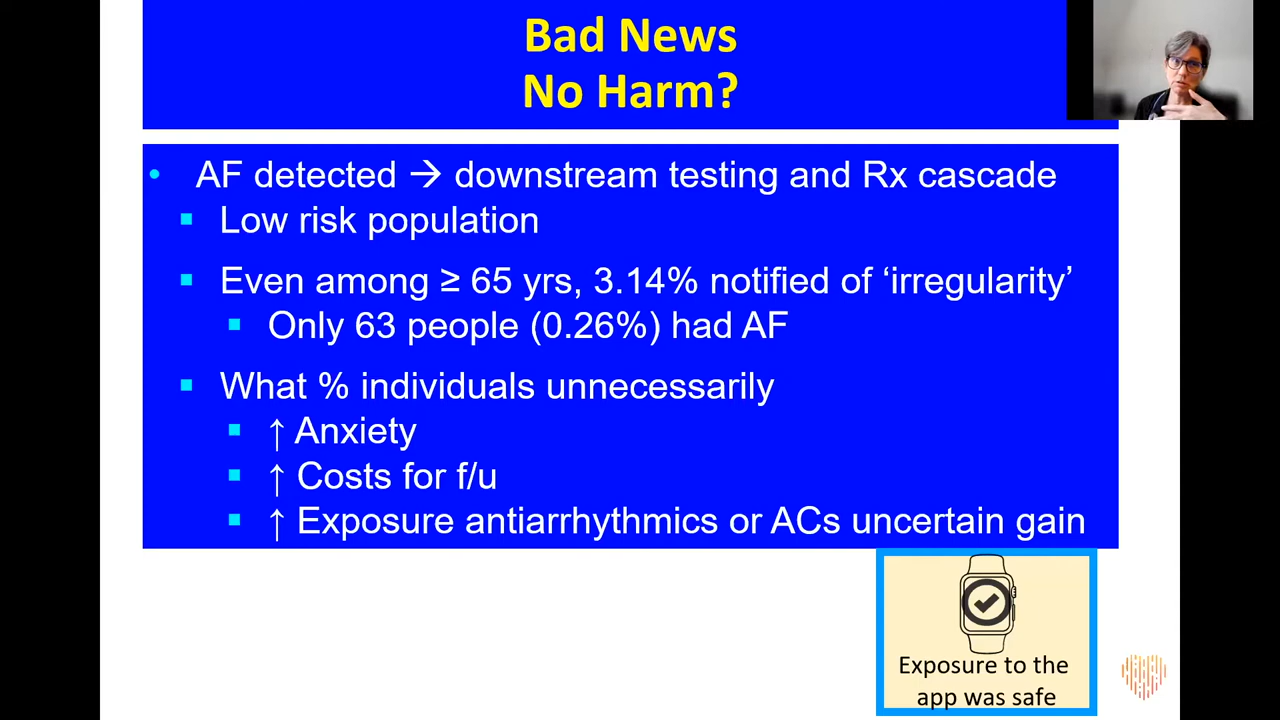 Bad News
No Harm?
• AF detected → downstream testing and Rx cascade
▪ Low risk population
▪ Even among ≥ 65 yrs, 3.14% notified of ‘irregularity’
▪ Only 63 people (0.26%) had AF
▪ What % individuals unnecessarily
▪ ↑ Anxiety
▪ ↑ Costs for f/u
▪ ↑ Exposure antiarrhythmics or ACs uncertain gain
Exposure to the
app was safe